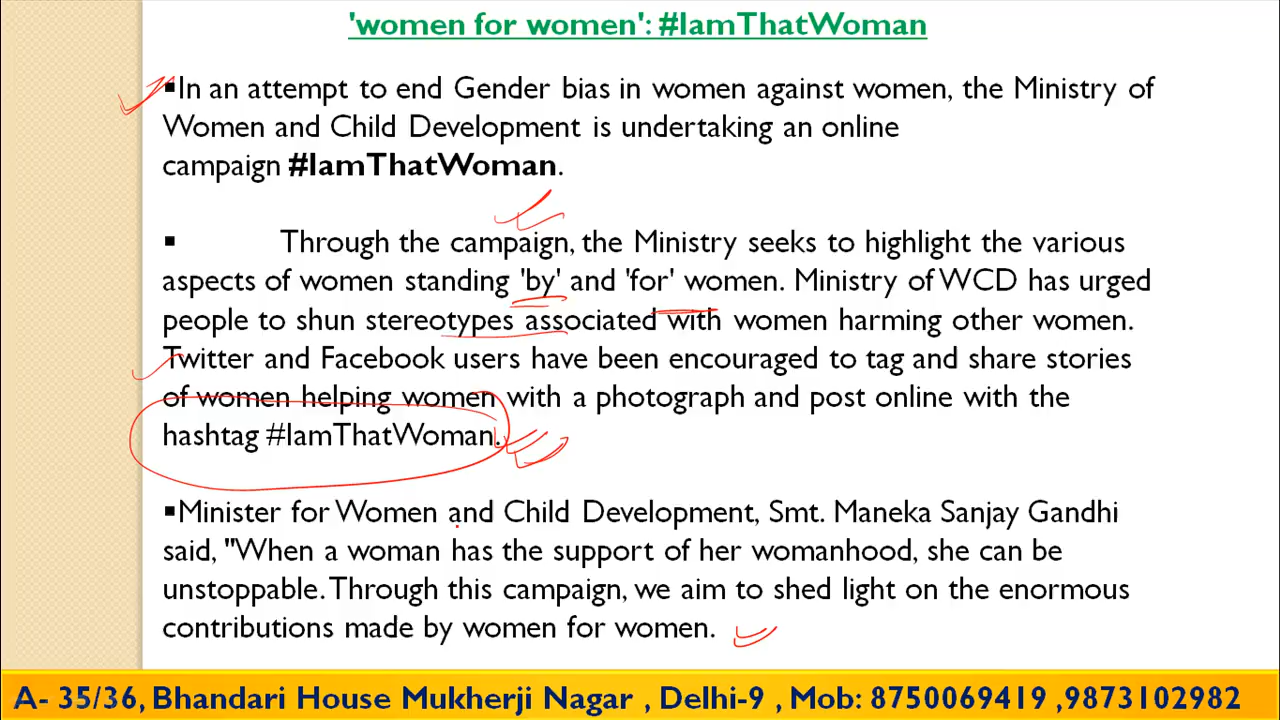 'women for women': #IamThatWoman
▪In an attempt to end Gender bias in women against women, the Ministry of
Women and Child Development is undertaking an online
campaign #IamThatWoman.
▪ Through the campaign, the Ministry seeks to highlight the various
aspects of women standing 'by' and 'for' women. Ministry of WCD has urged
people to shun stereotypes associated with women harming other women.
Twitter and Facebook users have been encouraged to tag and share stories
of women helping women with a photograph and post online with the
hashtag #IamThatWoman.
▪Minister for Women and Child Development, Smt. Maneka Sanjay Gandhi
said, "When a woman has the support of her womanhood, she can be
unstoppable. Through this campaign, we aim to shed light on the enormous
contributions made by women for women.
A- 35/36, Bhandari House Mukherji Nagar , Delhi-9 , Mob: 8750069419 ,9873102982